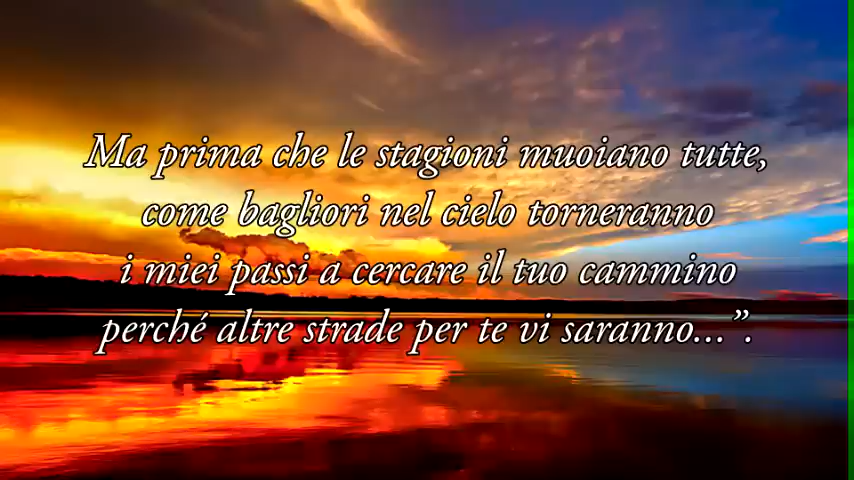 Ma prima che le stagioni muoiano tutte,
come bagliori nel cielo torneranno
i miei passi a cercare il tuo cammino
perché altre strade per te vi saranno...”.